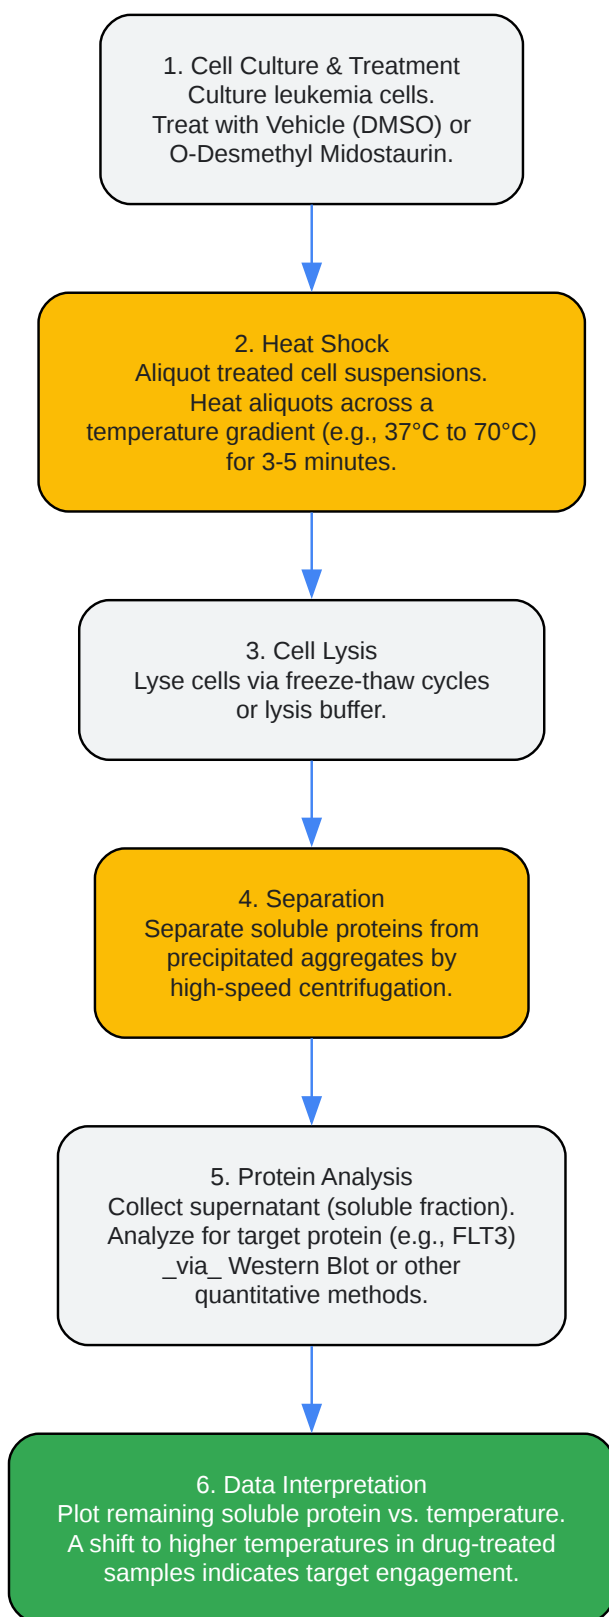 1. Cell Culture & Treatment
Culture leukemia cells.
Treat with Vehicle (DMSO) or
O-Desmethyl Midostaurin.
2. Heat Shock
Aliquot treated cell suspensions.
Heat aliquots across a
temperature gradient (e.g., 37°C to 70°C)
for 3-5 minutes.
3. Cell Lysis
Lyse cells via freeze-thaw cycles
or lysis buffer.
4. Separation
Separate soluble proteins from
precipitated aggregates by
high-speed centrifugation.
5. Protein Analysis
Collect supernatant (soluble fraction).
Analyze for target protein (e.g., FLT3)
_via_ Western Blot or other
quantitative methods.
6. Data Interpretation
Plot remaining soluble protein vs. temperature.
A shift to higher temperatures in drug-treated
samples indicates target engagement.